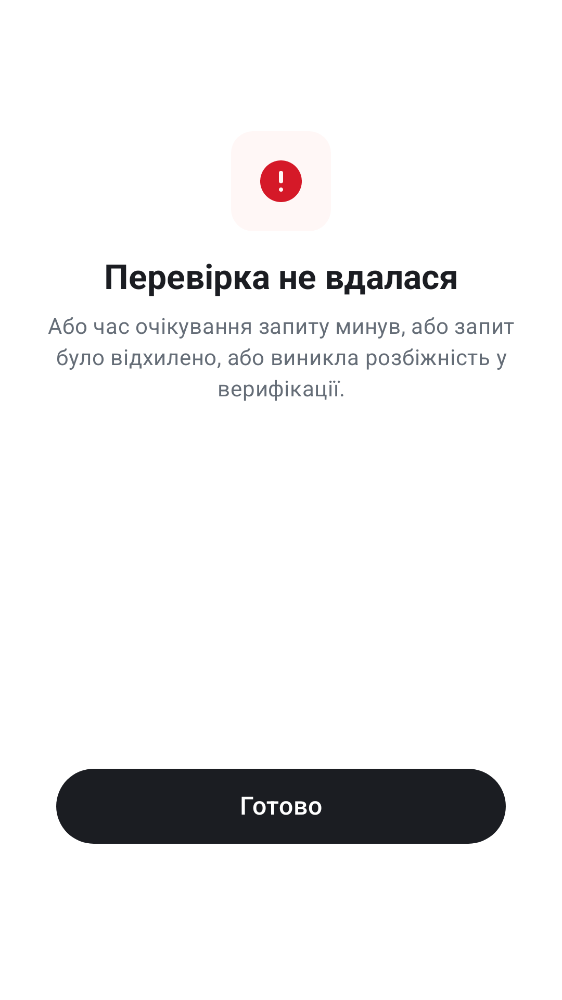 Перевірка не вдалася
Або час очікування запиту минув, або запит
було відхилено, або виникла розбіжність у
верифікації.
Готово